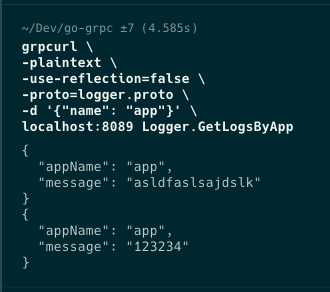 ~/Dev/go-grpc ±7 (4.585s)
grpcurl \
-plaintext \
-use-reflection=false \
-proto=logger.proto \
-d '{"name": "app"}' \
localhost:8089 Logger.GetLogsByApp
{
  "appName": "app",
  "message": "asldfaslsajdslk"
}
{
  "appName": "app",
  "message": "123234"
}